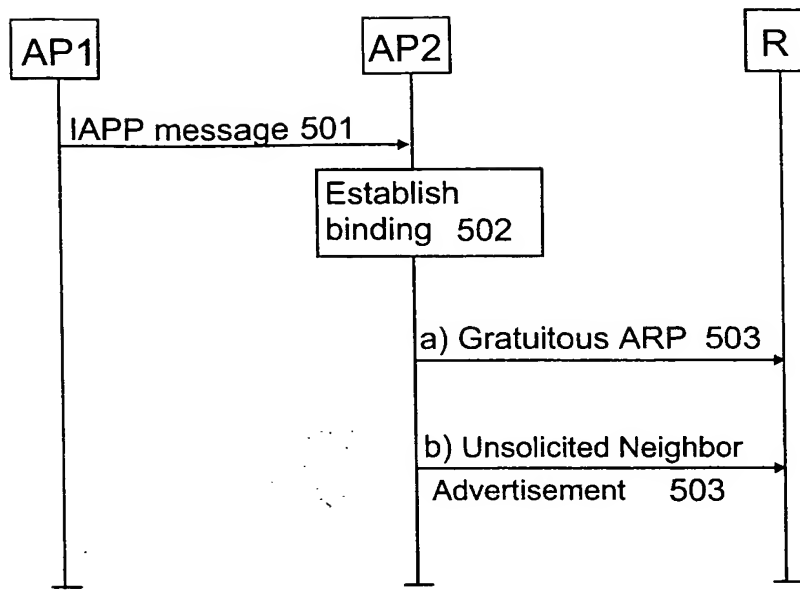 AP1
AP2
R
IAPP message 501
Establish
binding 502
a) Gratuitous ARP 503
b) Unsolicited Neighbor
Advertisement 503